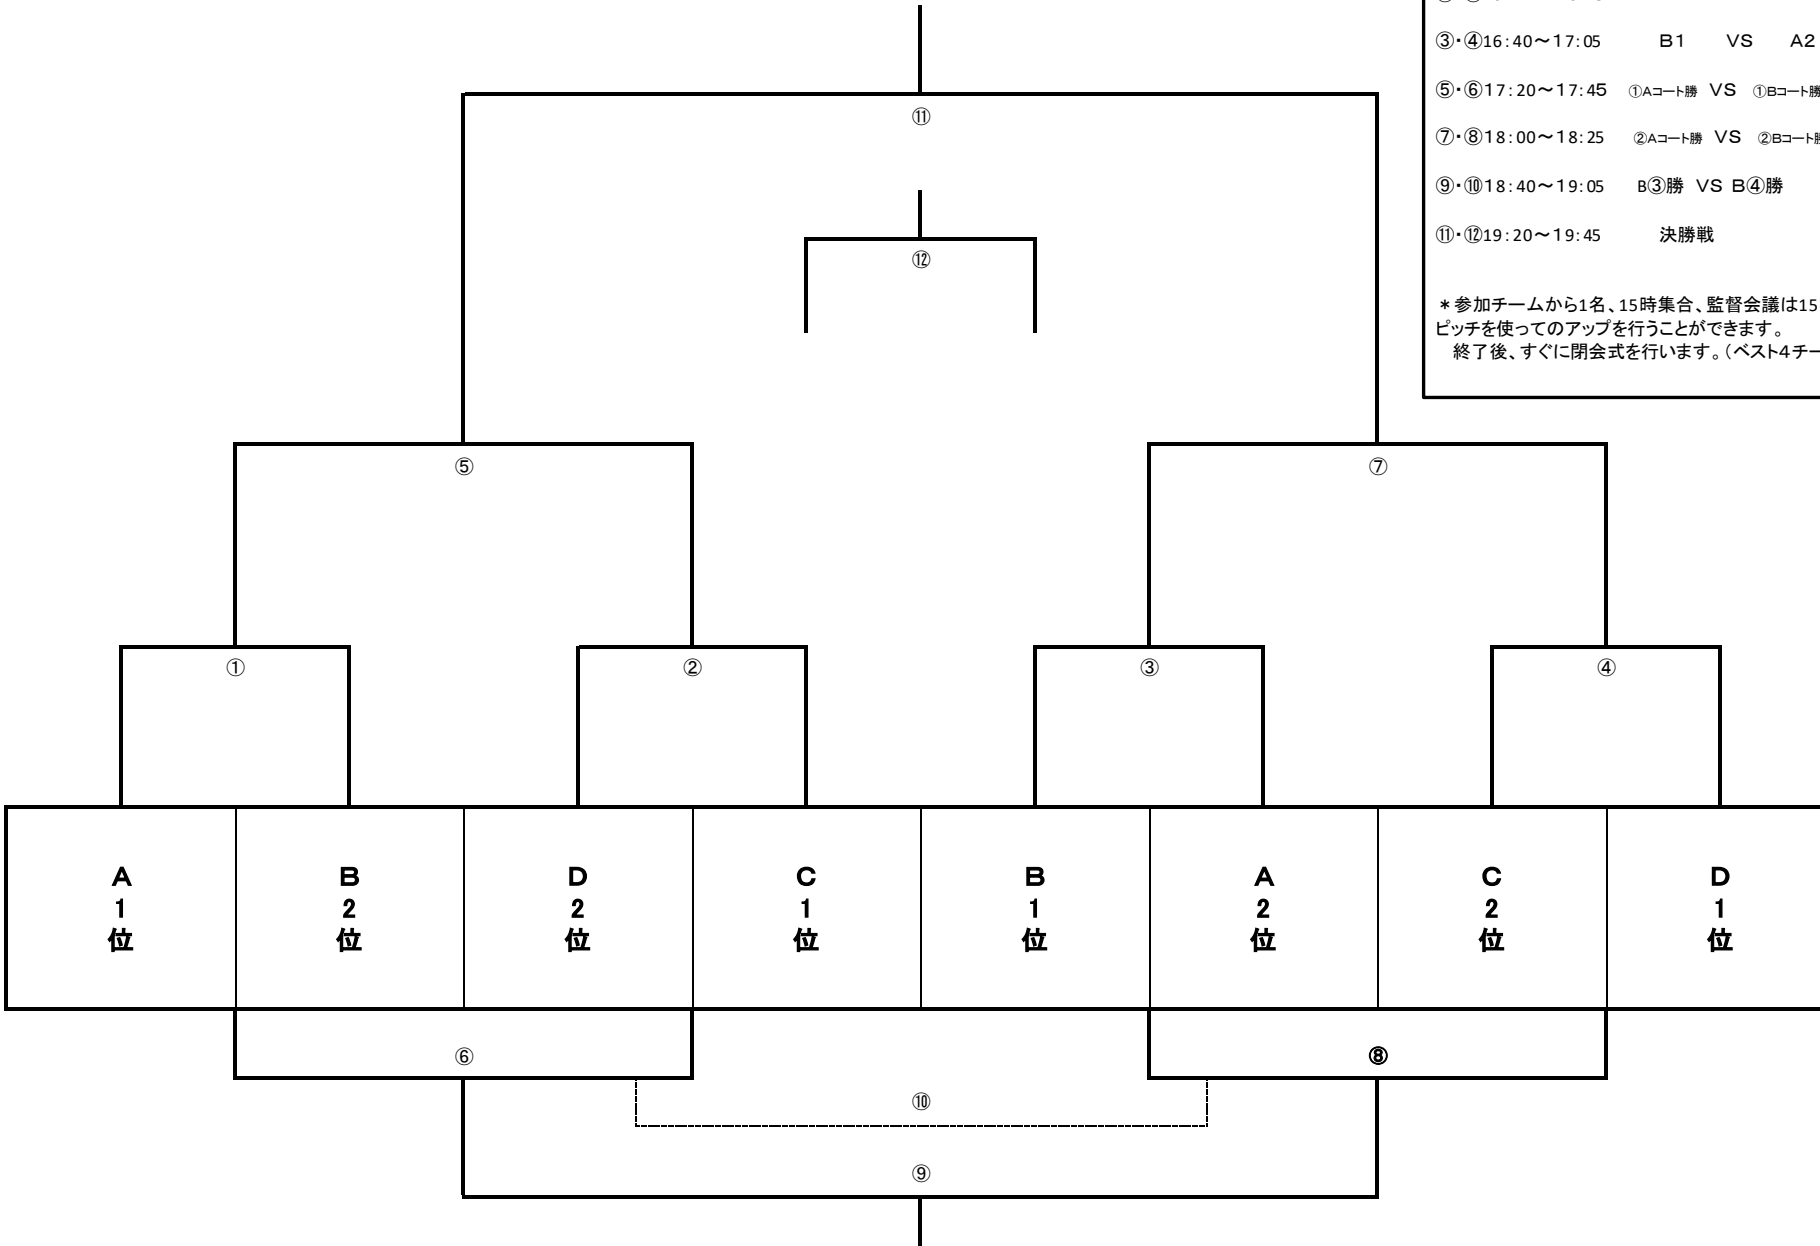 ③・④16:40～17:05 B1 VS A2
⑤・⑥17:20～17:45 ①Aコート勝 VS ①Bコート勝
⑦・⑧18:00～18:25 ②Aコート勝 VS ②Bコート勝
⑨・⑩18:40～19:05 B③勝 VS B④勝
⑪・⑫19:20～19:45 決勝戦
＊参加チームから1名、15時集合、監督会議は15
ピッチを使ってのアップを行うことができます。
終了後、すぐに閉会式を行います。（ベスト4チー
⑪
⑫
⑤ ⑦
① ② ③ ④
A1位 B2位 D2位 C1位 B1位 A2位 C2位 D1位
⑥ ⑧
⑩
⑨